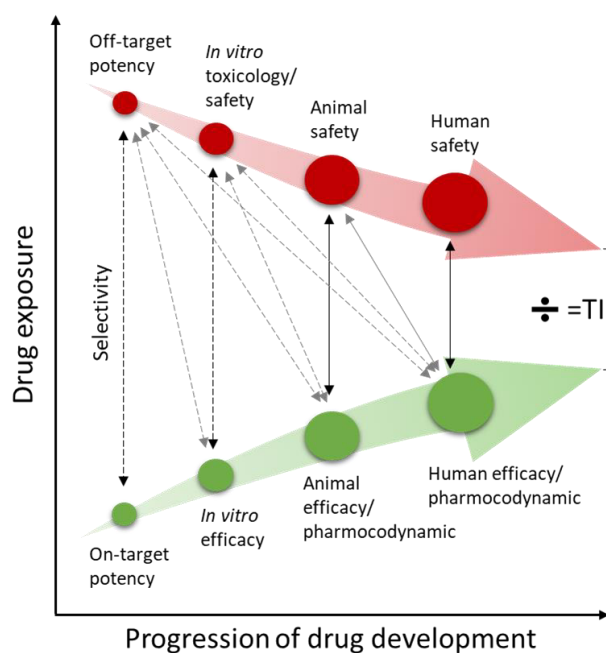 Off-target
potency
In vitro
toxicology/
safety
Animal
safety
Human
safety
Drug exposure
Selectivity
÷ =TI
On-target
potency
In vitro
efficacy
Animal
efficacy/
pharmocodynamic
Human efficacy/
pharmocodynamic
Progression of drug development